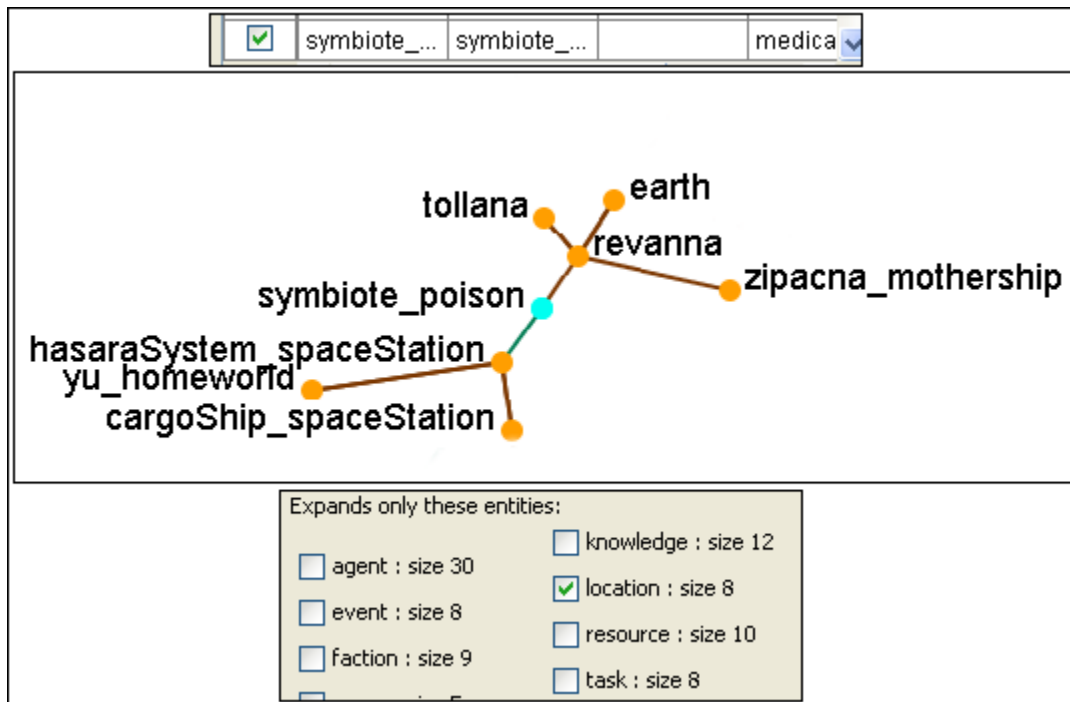 symbiote_... symbiote_... medica
earth
tollana
revanna
zipacna_mothership
symbiote_poison
hasaraSystem_spaceStation
yu_homeworld
cargoShip_spaceStation
Expands only these entities:
knowledge : size 12
agent : size 30
location : size 8
event : size 8
resource : size 10
faction : size 9
task : size 8